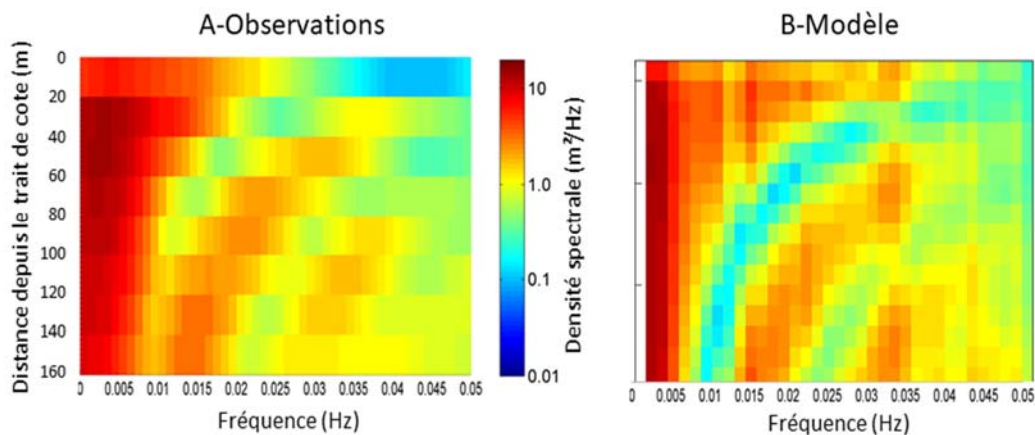 A-Observations
B-Modèle
Distance depuis le trait de cote (m)
0
20
40
60
80
100
120
140
160
0 0.005 0.01 0.015 0.02 0.025 0.03 0.035 0.04 0.045 0.05
Fréquence (Hz)
10
1.0
0.1
0.01
Densité spectrale (m²/Hz)
0 0.005 0.01 0.015 0.02 0.025 0.03 0.035 0.04 0.045 0.05
Fréquence (Hz)